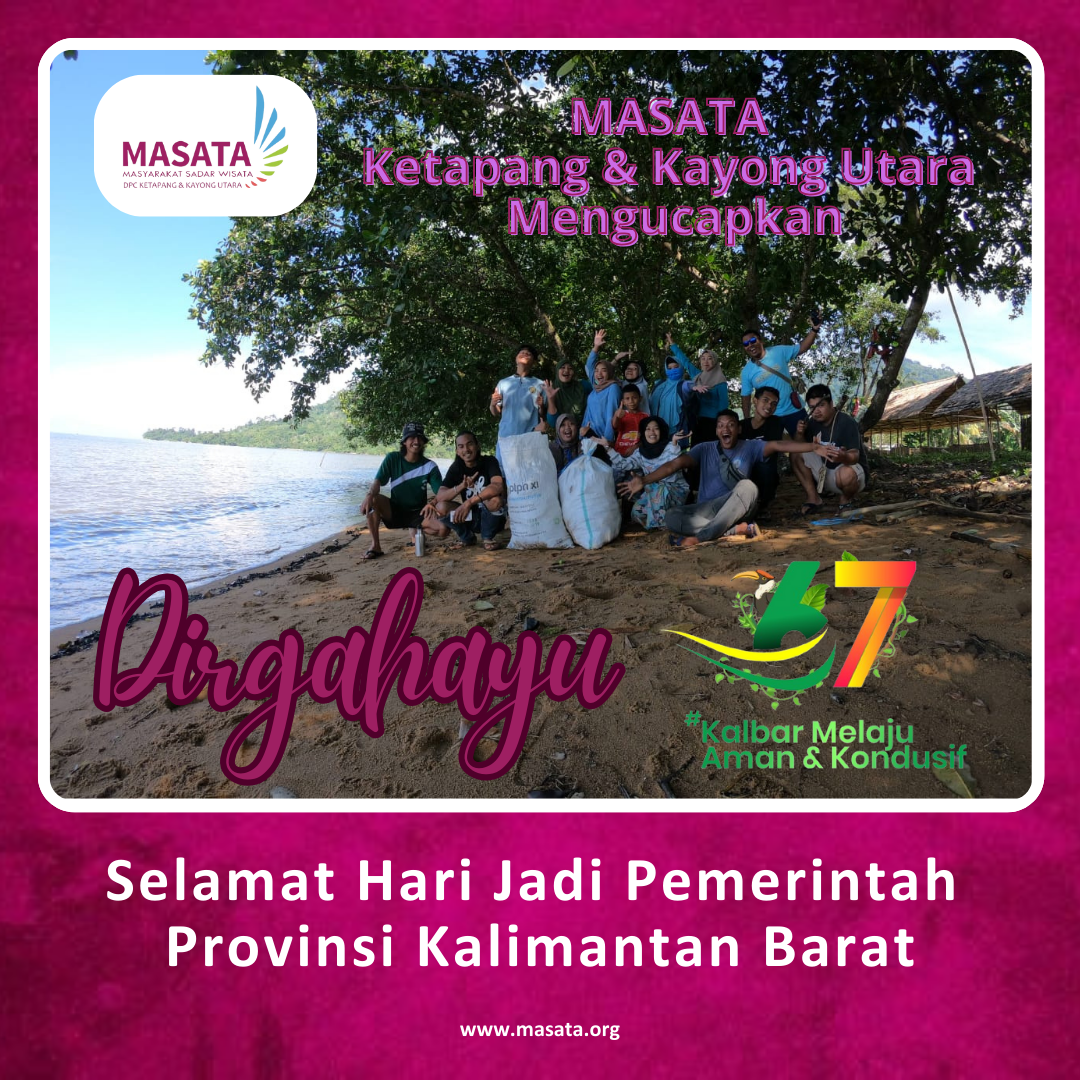 MASATA
MASYARAKAT SADAR WISATA
DPC KETAPANG & KAYONG UTARA
MASATA
Ketapang & Kayong Utara
Mengucapkan
Dirgahayu
67
#Kalbar Melaju
Aman & Kondusif
Selamat Hari Jadi Pemerintah
Provinsi Kalimantan Barat
www.masata.org